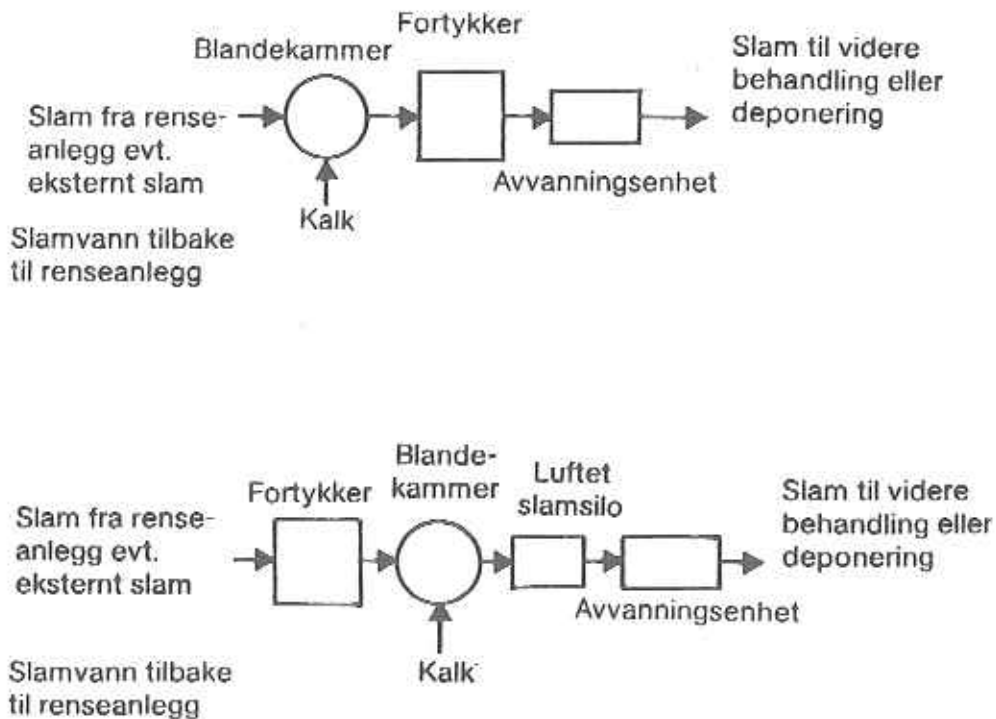 Blandekammer
Fortykker
Slam til videre
behandling eller
deponering
Slam fra rense-
anlegg evt.
eksternt slam
Avvanningsenhet
Kalk
Slamvann tilbake
til renseanlegg
Fortykker
Blande-
kammer
Luftet
slamsilo
Slam til videre
behandling eller
deponering
Slam fra rense-
anlegg evt.
eksternt slam
Avvanningsenhet
Kalk
Slamvann tilbake
til renseanlegg